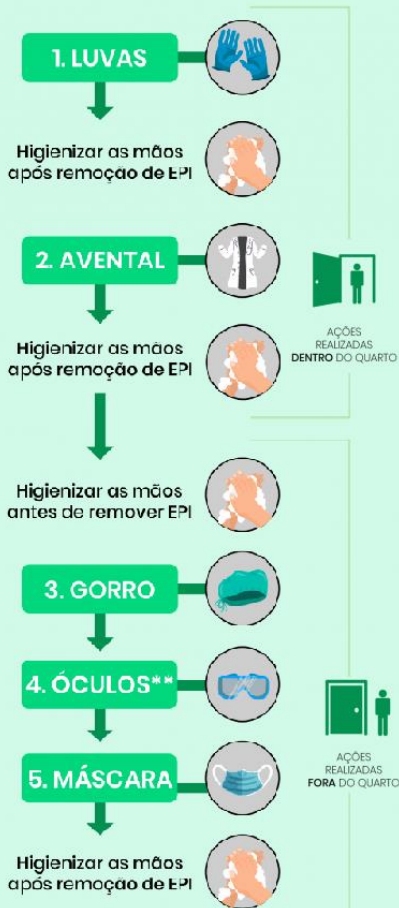 1. LUVAS
Higienizar as mãos
após remoção de EPI
2. AVENTAL
AÇÕES
REALIZADAS
DENTRO DO QUARTO
Higienizar as mãos
após remoção de EPI
Higienizar as mãos
antes de remover EPI
3. GORRO
4. ÓCULOS**
AÇÕES
REALIZADAS
FORA DO QUARTO
5. MÁSCARA
Higienizar as mãos
após remoção de EPI